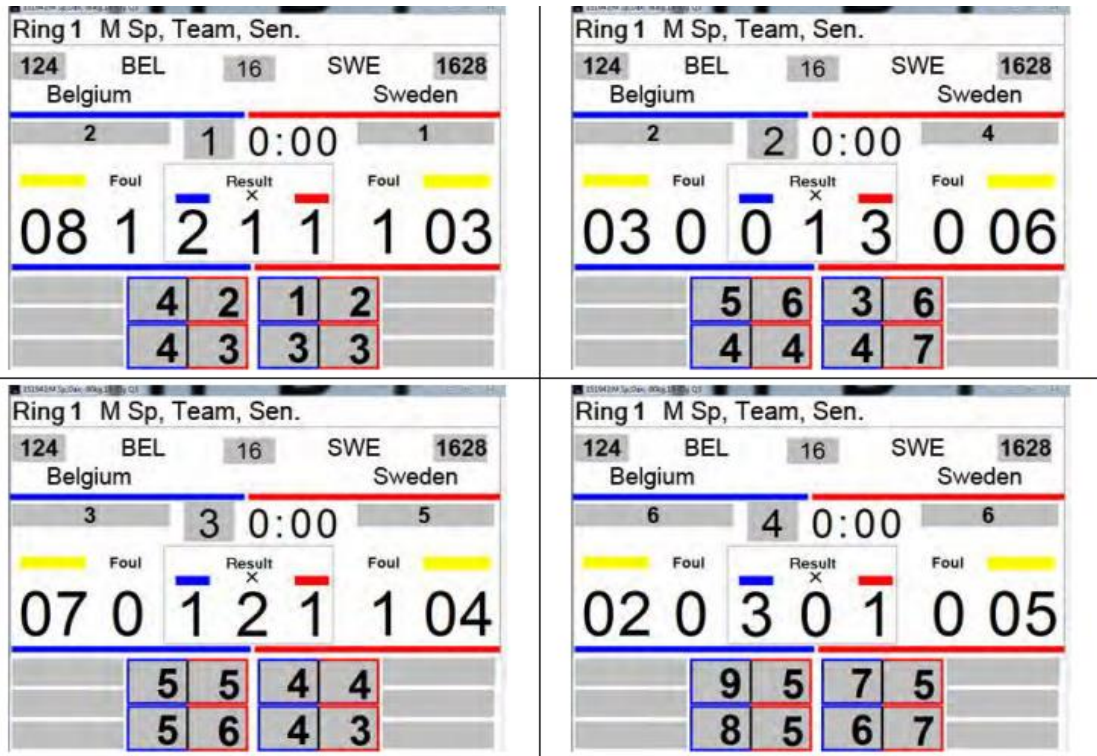 Ring 1 M Sp, Team, Sen.
124 BEL 16 SWE 1628
Belgium Sweden
2 1 0:00 1
Foul Result Foul
×
08 1 2 1 1 1 03
4 2 1 2
4 3 3 3
Ring 1 M Sp, Team, Sen.
124 BEL 16 SWE 1628
Belgium Sweden
2 2 0:00 4
Foul Result Foul
×
03 0 0 1 3 0 06
5 6 3 6
4 4 4 7
Ring 1 M Sp, Team, Sen.
124 BEL 16 SWE 1628
Belgium Sweden
3 3 0:00 5
Foul Result Foul
×
07 0 1 2 1 1 04
5 5 4 4
5 6 4 3
Ring 1 M Sp, Team, Sen.
124 BEL 16 SWE 1628
Belgium Sweden
6 4 0:00 6
Foul Result Foul
×
02 0 3 0 1 0 05
9 5 7 5
8 5 6 7